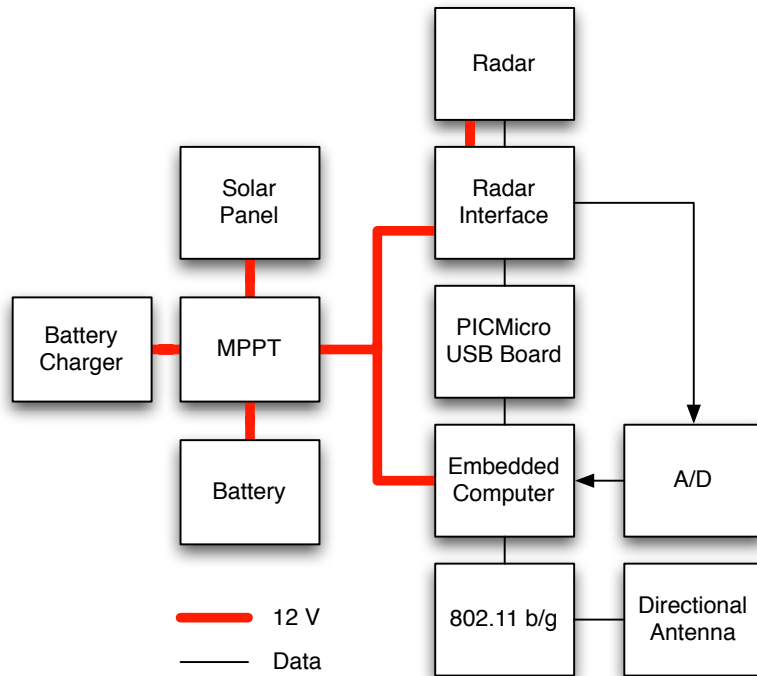 Radar
Solar
Panel
Radar
Interface
Battery
Charger
MPPT
PICMicro
USB Board
Battery
Embedded
Computer
A/D
12 V
Data
802.11 b/g
Directional
Antenna